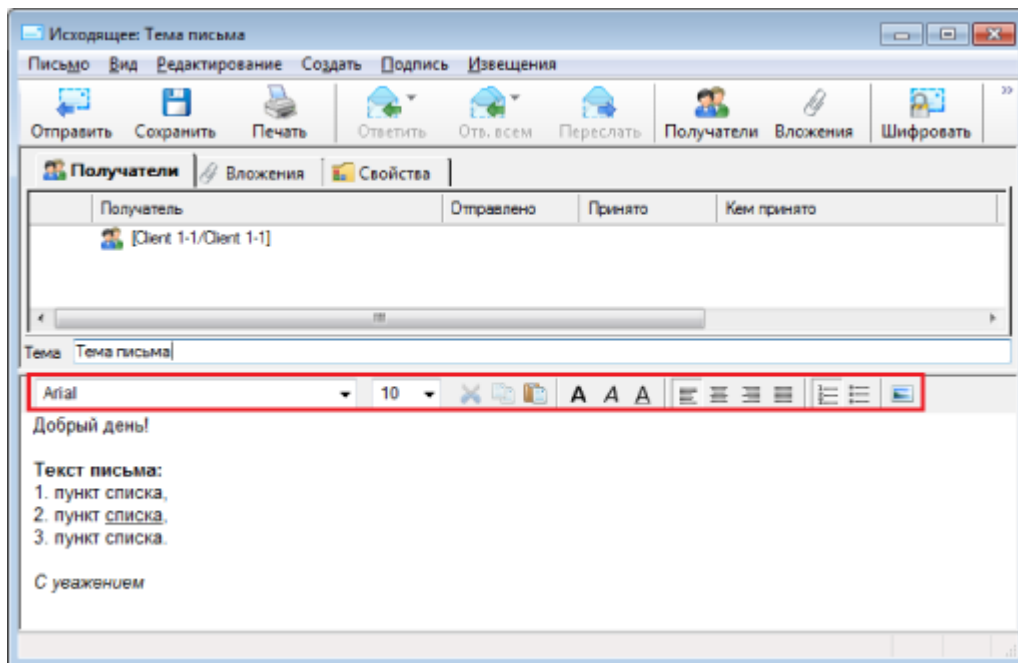 Исходящее: Тема письма
Письмо Вид Редактирование Создать Подпись Извещения
Отправить Сохранить Печать Ответить Отв. всем Переслать Получатели Вложения Шифровать
Получатели Вложения Свойства
Получатель Отправлено Принято Кем принято
[Client 1-1/Client 1-1]
Тема Тема письма
Arial 10 А А А
Добрый день!
Текст письма:
1. пункт списка,
2. пункт списка,
3. пункт списка.
С уважением